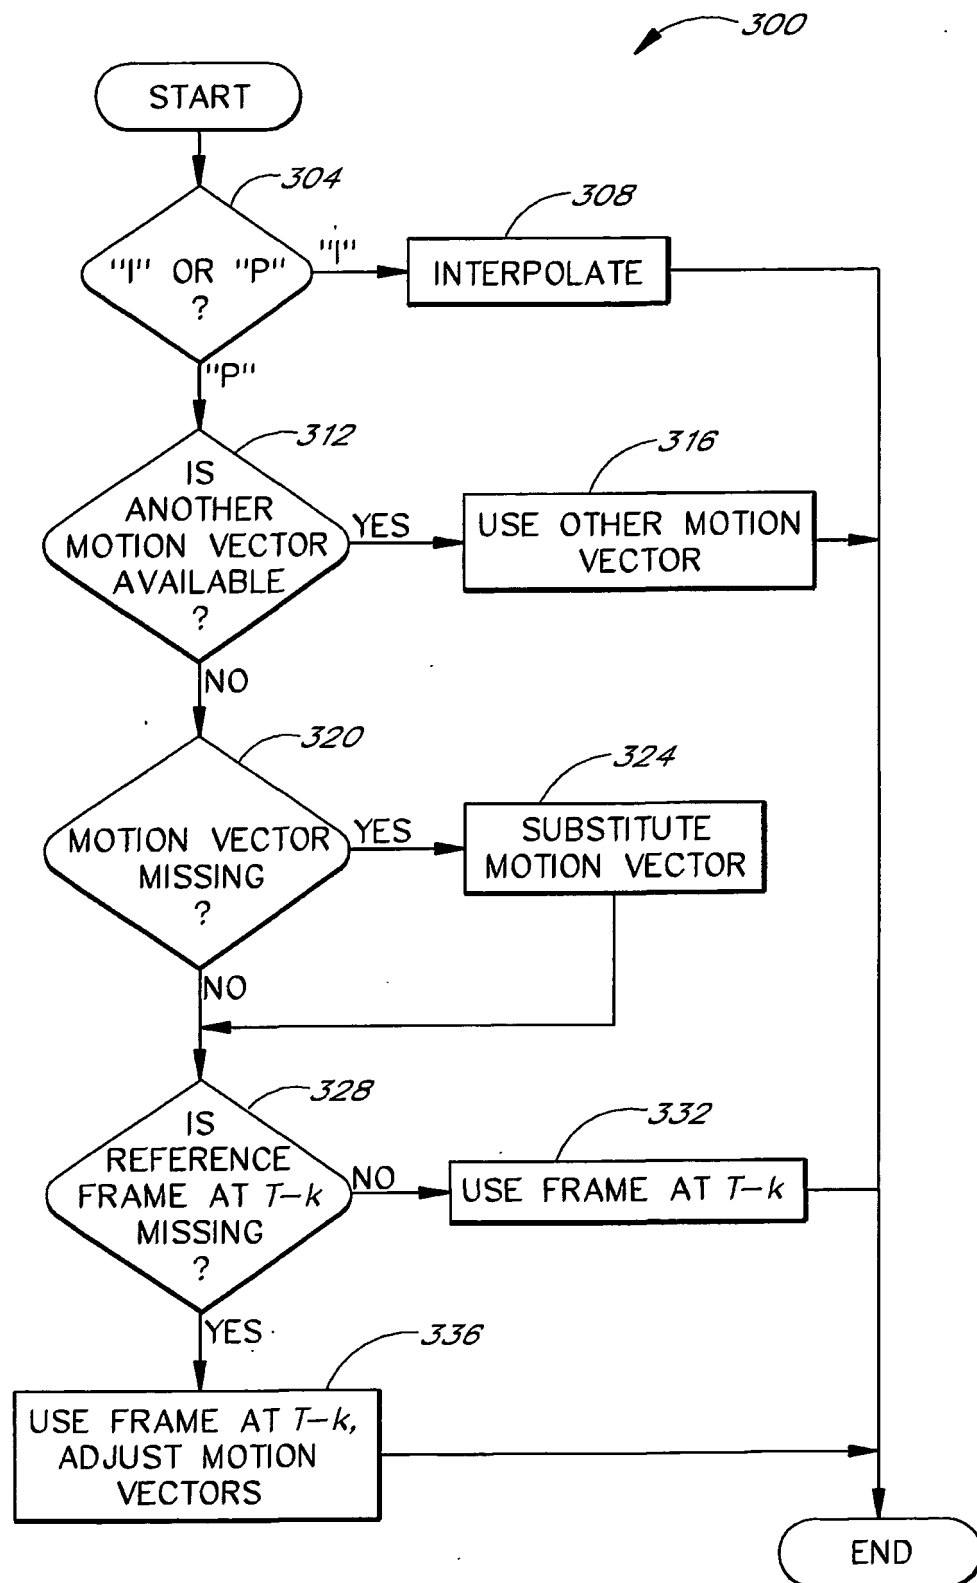 300
START
304
"I" OR "P"
?
"I"
308
INTERPOLATE
"P"
312
IS
ANOTHER
MOTION VECTOR
AVAILABLE
?
YES
316
USE OTHER MOTION
VECTOR
NO
320
MOTION VECTOR
MISSING
?
YES
324
SUBSTITUTE
MOTION VECTOR
NO
328
IS
REFERENCE
FRAME AT T-k
MISSING
?
NO
332
USE FRAME AT T-k
YES
336
USE FRAME AT T-k,
ADJUST MOTION
VECTORS
END